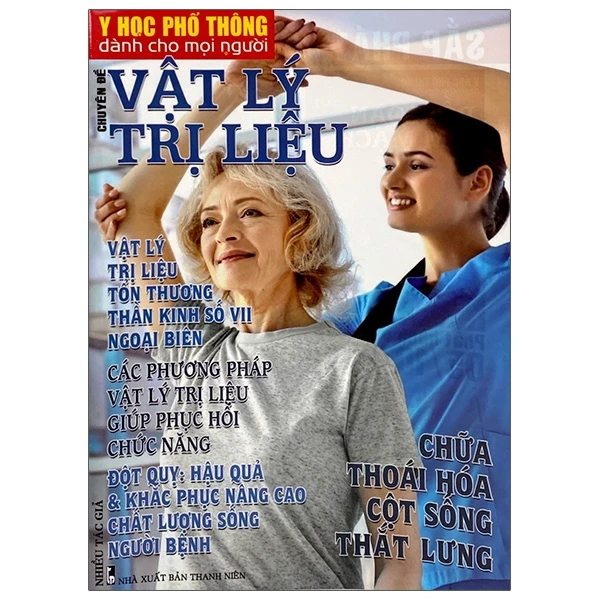 Y HỌC PHỔ THÔNG
dành cho mọi người
CHUYÊN ĐỀ
VẬT LÝ
TRỊ LIỆU
VẬT LÝ
TRỊ LIỆU
TỔN THƯƠNG
THẦN KINH SỐ VII
NGOẠI BIÊN
CÁC PHƯƠNG PHÁP
VẬT LÝ TRỊ LIỆU
GIÚP PHỤC HỒI
CHỨC NĂNG
ĐỘT QUỴ: HẬU QUẢ
& KHẮC PHỤC NÂNG CAO
CHẤT LƯỢNG SỐNG
NGƯỜI BỆNH
CHỮA
THOÁI HÓA
CỘT SỐNG
THẮT LƯNG
NHIỀU TÁC GIẢ
NHÀ XUẤT BẢN THANH NIÊN